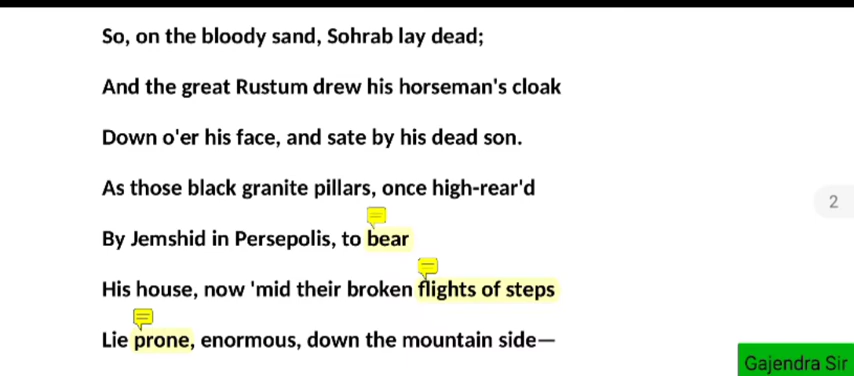 So, on the bloody sand, Sohrab lay dead;
And the great Rustum drew his horseman's cloak
Down o'er his face, and sate by his dead son.
As those black granite pillars, once high-rear'd
2
By Jemshid in Persepolis, to bear
His house, now 'mid their broken flights of steps
Lie prone, enormous, down the mountain side—
Gajendra Sir